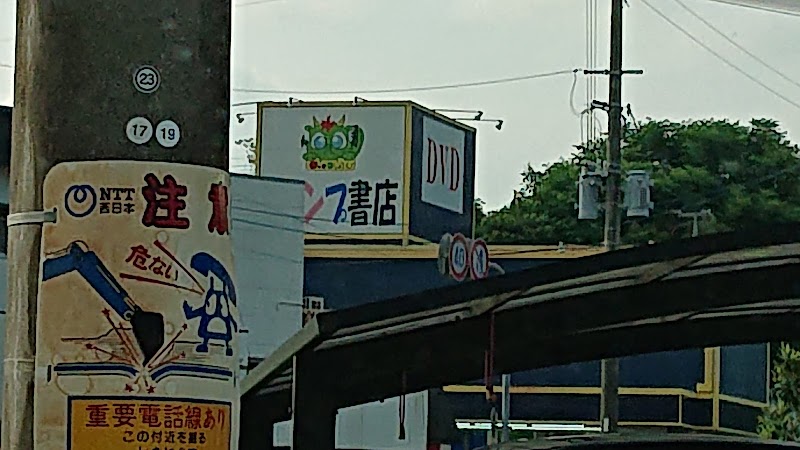 23
17 19
NTT
西日本
注
危ない
重要電話線あり
この付近を掘る
ンプ書店
DVD
40